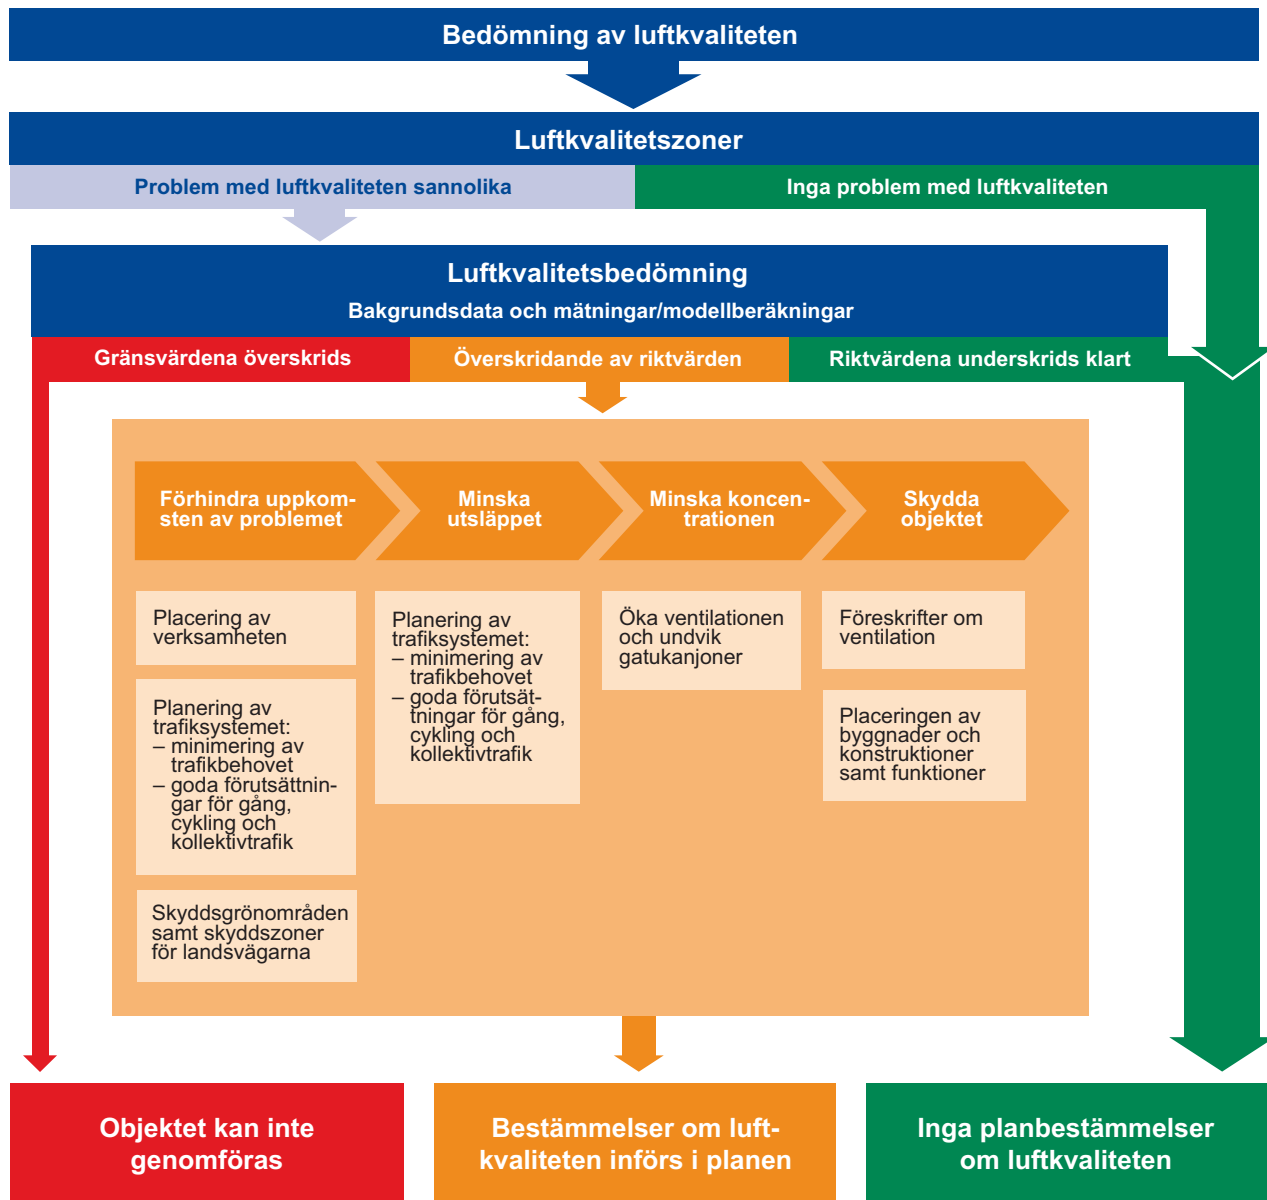 Bedömning av luftkvaliteten
Luftkvalitetszoner
Problem med luftkvaliteten sannolika
Inga problem med luftkvaliteten
Luftkvalitetsbedömning
Bakgrundsdata och mätningar/modellberäkningar
Gränsvärdena överskrids
Överskridande av riktvärden
Riktvärdena underskrids klart
Förhindra uppkom-
sten av problemet
Minska
utsläppet
Minska koncen-
trationen
Skydda
objektet
Placering av
verksamheten
Planering av
trafiksystemet:
– minimering av
trafikbehovet
– goda förutsättnin-
gar för gång,
cykling och
kollektivtrafik
Skyddsgrönområden
samt skyddszoner
för landsvägarna
Planering av
trafiksystemet:
– minimering av
trafikbehovet
– goda förutsät-
tningar för gång,
cykling och
kollektivtrafik
Öka ventilationen
och undvik
gatukanjoner
Föreskrifter om
ventilation
Placeringen av
byggnader och
konstruktioner
samt funktioner
Objektet kan inte
genomföras
Bestämmelser om luft-
kvaliteten införs i planen
Inga planbestämmelser
om luftkvaliteten